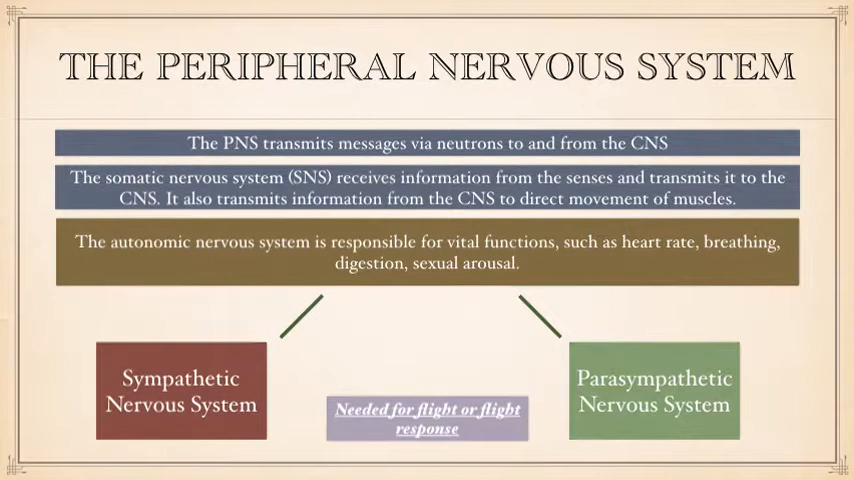 THE PERIPHERAL NERVOUS SYSTEM
The PNS transmits messages via neutrons to and from the CNS
The somatic nervous system (SNS) receives information from the senses and transmits it to the
CNS. It also transmits information from the CNS to direct movement of muscles.
The autonomic nervous system is responsible for vital functions, such as heart rate, breathing,
digestion, sexual arousal.
Sympathetic
Nervous System
Needed for flight or flight
response
Parasympathetic
Nervous System